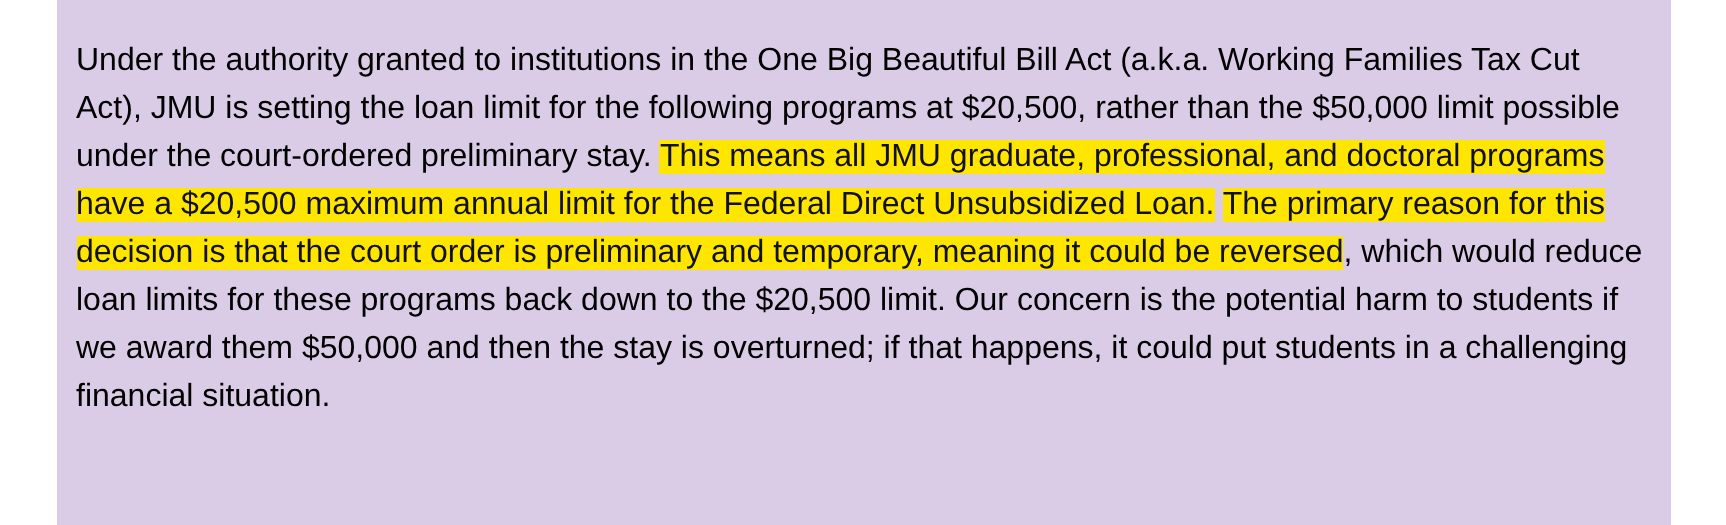 Under the authority granted to institutions in the One Big Beautiful Bill Act (a.k.a. Working Families Tax Cut
Act), JMU is setting the loan limit for the following programs at $20,500, rather than the $50,000 limit possible
under the court-ordered preliminary stay. This means all JMU graduate, professional, and doctoral programs
have a $20,500 maximum annual limit for the Federal Direct Unsubsidized Loan. The primary reason for this
decision is that the court order is preliminary and temporary, meaning it could be reversed, which would reduce
loan limits for these programs back down to the $20,500 limit. Our concern is the potential harm to students if
we award them $50,000 and then the stay is overturned; if that happens, it could put students in a challenging
financial situation.